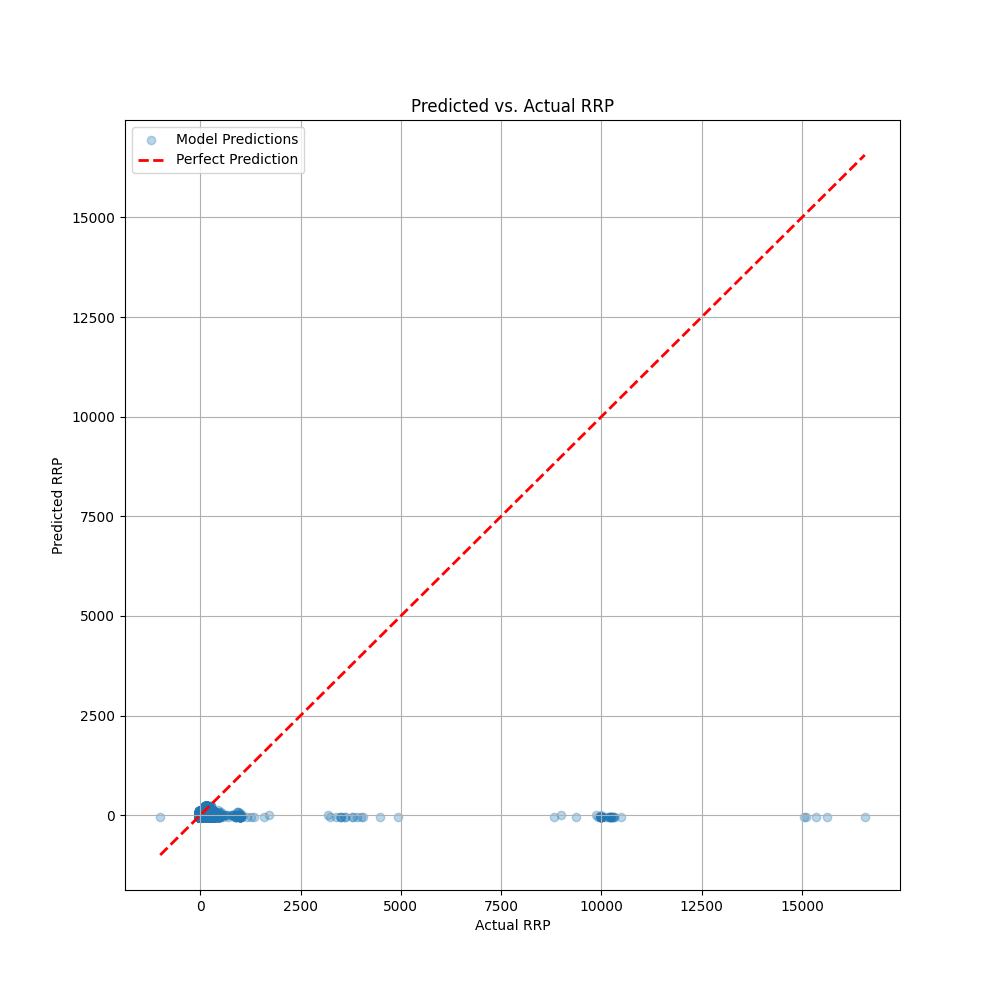 Predicted vs. Actual RRP
Model Predictions
Perfect Prediction
15000
12500
10000
7500
5000
2500
0
Predicted RRP
0 2500 5000 7500 10000 12500 15000
Actual RRP